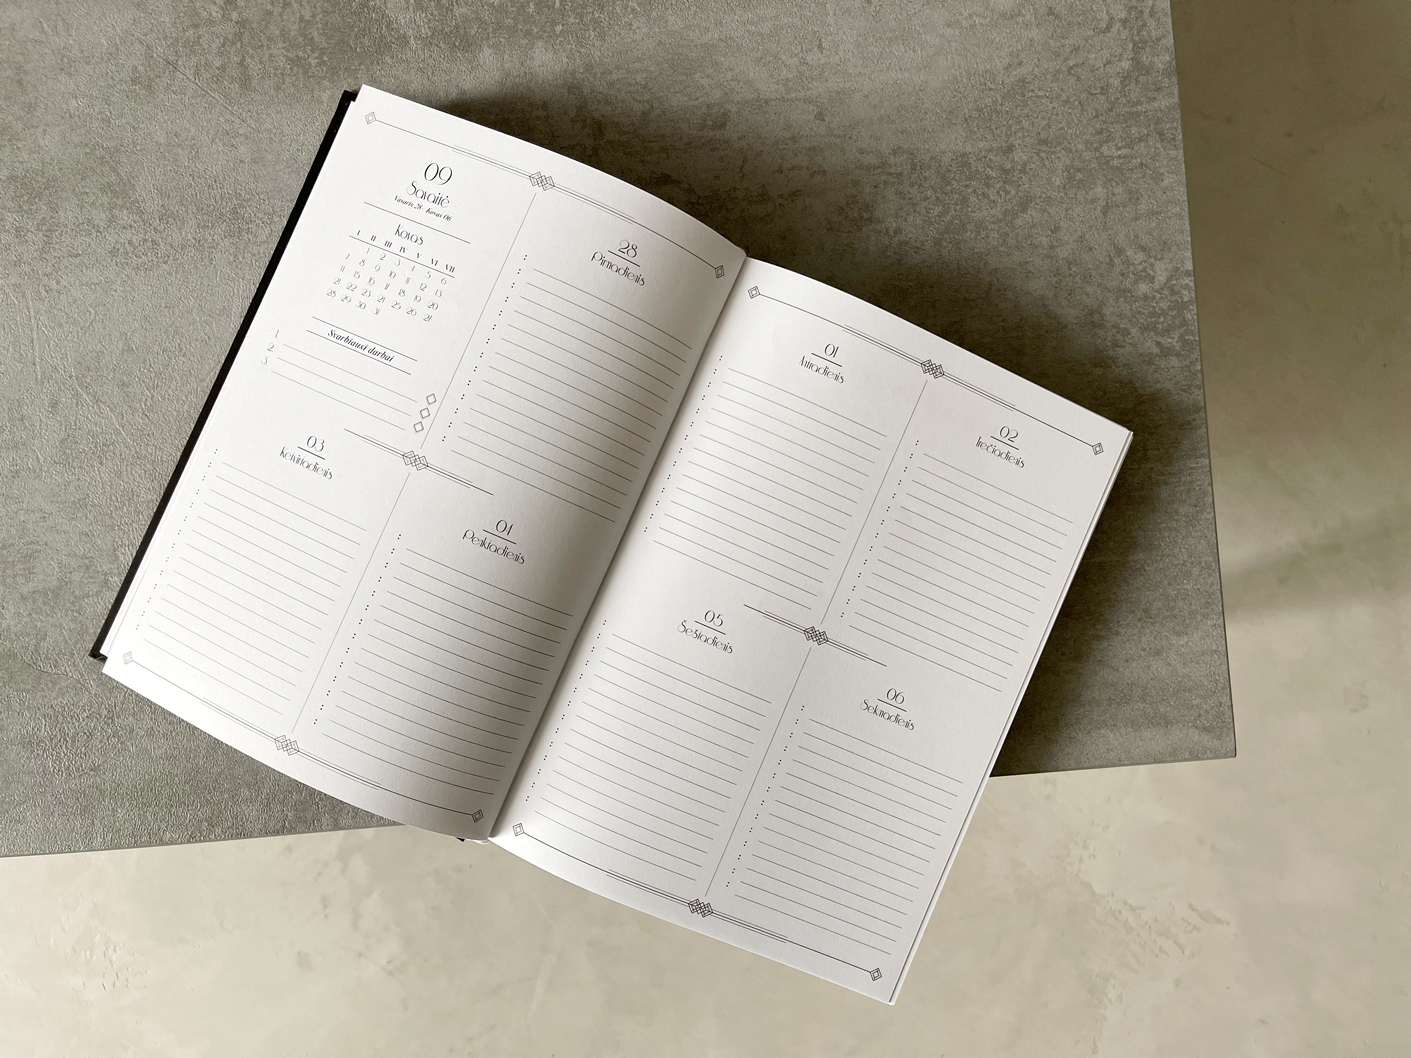 09
Savaitė
Vasaris 28 - Kovas 06
Kovas
I II III IV V VI VII
1 2 3 4 5 6
7 8 9 10 11 12 13
14 15 16 17 18 19 20
21 22 23 24 25 26 27
28 29 30 31
Svarbiausi darbai
1.
2.
3.
28
Pirmadienis
03
Ketvirtadienis
04
Penktadienis
01
Antradienis
02
Trečiadienis
05
Šeštadienis
06
Sekmadienis